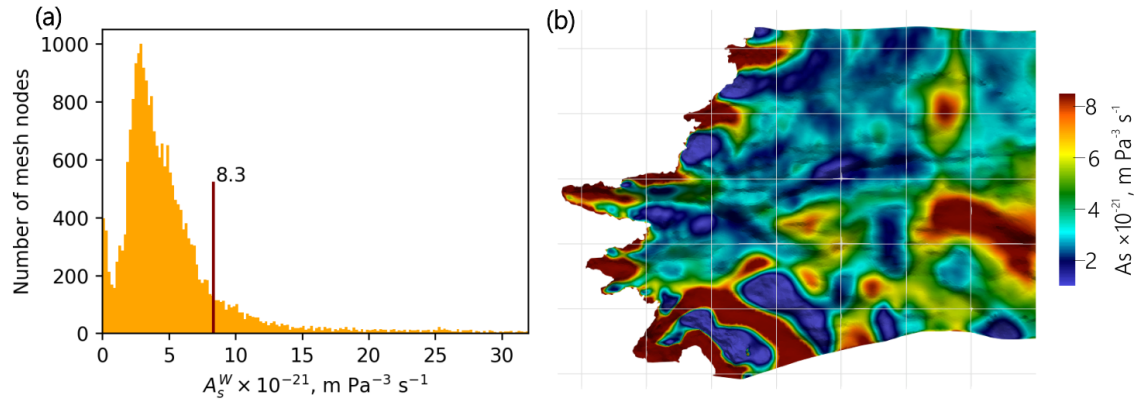 (a)
Number of mesh nodes
1000
800
600
400
200
0
8.3
0 5 10 15 20 25 30
A_s^W × 10⁻²¹, m Pa⁻³ s⁻¹
(b)
8
6
4
2
As ×10⁻²¹, m Pa⁻³ s⁻¹